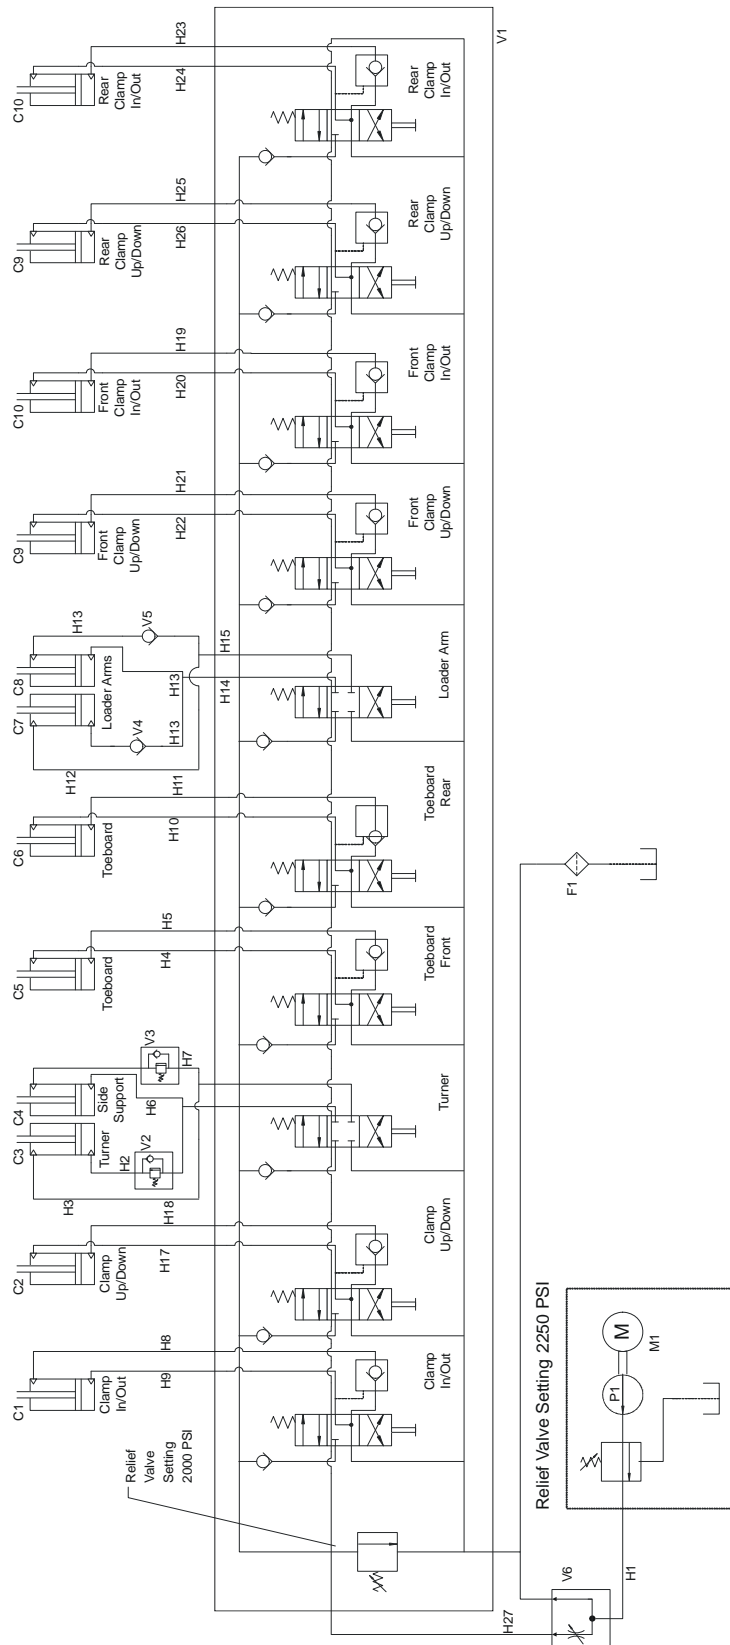 C1
C2
C3
C4
C5
C6
C7
C8
C9
C10
C9
C10
Clamp
In/Out
Clamp
Up/Down
Turner
Side
Support
Toeboard
Toeboard
Loader Arms
Front
Clamp
Up/Down
Front
Clamp
In/Out
Rear
Clamp
Up/Down
Rear
Clamp
In/Out
H3
H2
V2
H6
V3
H7
H12
V4
H13
H13
H13
V5
H9
H8
H17
H18
H4
H5
H10
H11
H14
H15
H22
H21
H20
H19
H26
H25
H24
H23
Relief
Valve
Setting
2000 PSI
Clamp
In/Out
Clamp
Up/Down
Turner
Toeboard
Front
Toeboard
Rear
Loader Arm
Front
Clamp
Up/Down
Front
Clamp
In/Out
Rear
Clamp
Up/Down
Rear
Clamp
In/Out
V1
H27
V6
H1
Relief Valve Setting 2250 PSI
P1
M
M1
F1